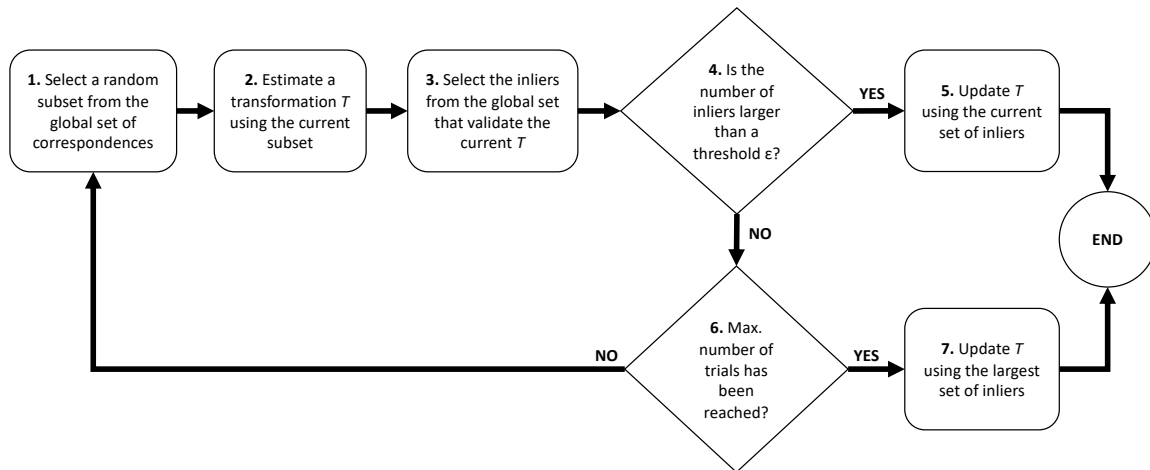 1. Select a random
subset from the
global set of
correspondences
2. Estimate a
transformation T
using the current
subset
3. Select the inliers
from the global set
that validate the
current T
4. Is the
number of
inliers larger
than a
threshold ε?
YES
5. Update T
using the current
set of inliers
NO
END
6. Max.
number of
trials has
been
reached?
NO
YES
7. Update T
using the largest
set of inliers